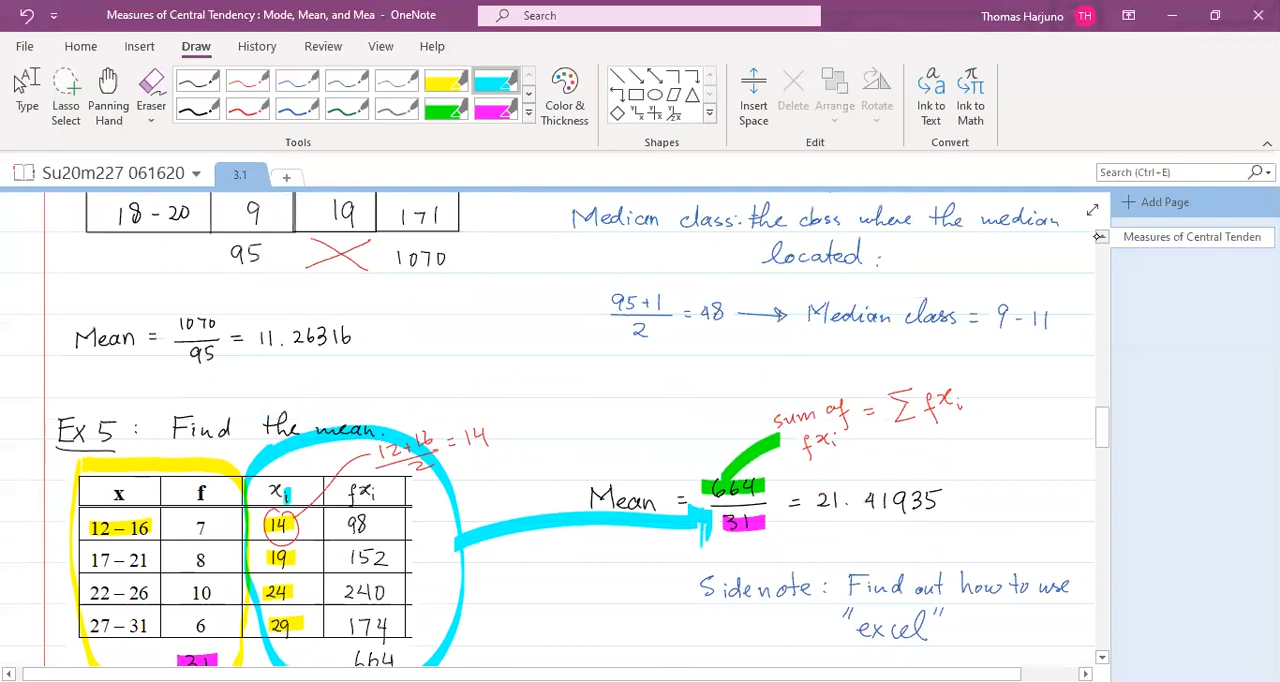 Measures of Central Tendency : Mode, Mean, and Mea - OneNote
Search
Thomas Harjuno
TH
File Home Insert Draw History Review View Help
Type
Lasso Select
Panning Hand
Eraser
Color & Thickness
Insert Space
Delete
Arrange
Rotate
Ink to Text
Ink to Math
Tools
Shapes
Edit
Convert
Su20m227 061620
3.1
Search (Ctrl+E)
Add Page
Measures of Central Tenden
18 - 20 9 19 171
95 1070
Median class: the class where the median
located :
95+1 / 2 = 48 → Median class = 9 - 11
Mean = 1070 / 95 = 11.26316
Ex 5 : Find the mean.
12+16 / 2 = 14
x f xi fxi
12 – 16 7 14 98
17 – 21 8 19 152
22 – 26 10 24 240
27 – 31 6 29 174
31 664
sum of fxi = ∑ fxi
Mean = 664 / 31 = 21.41935
Sidenote : Find out how to use
"excel"